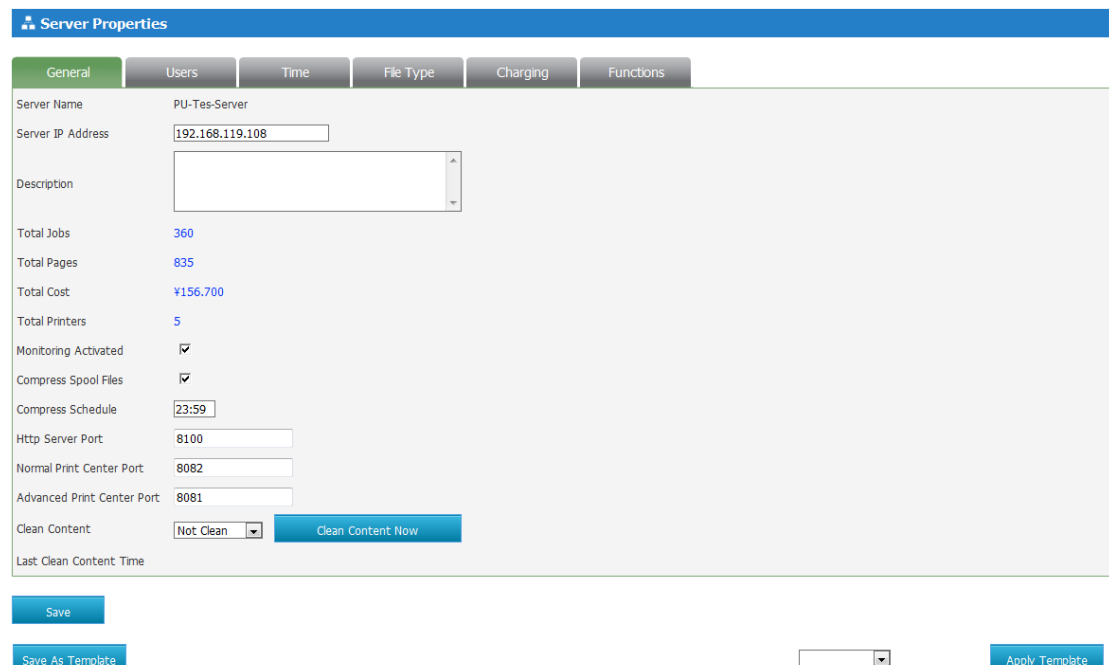 Server Properties
General Users Time File Type Charging Functions
Server Name PU-Tes-Server
Server IP Address 192.168.119.108
Description
Total Jobs 360
Total Pages 835
Total Cost ¥156.700
Total Printers 5
Monitoring Activated
Compress Spool Files
Compress Schedule 23:59
Http Server Port 8100
Normal Print Center Port 8082
Advanced Print Center Port 8081
Clean Content Not Clean Clean Content Now
Last Clean Content Time
Save
Save As Template Apply Template